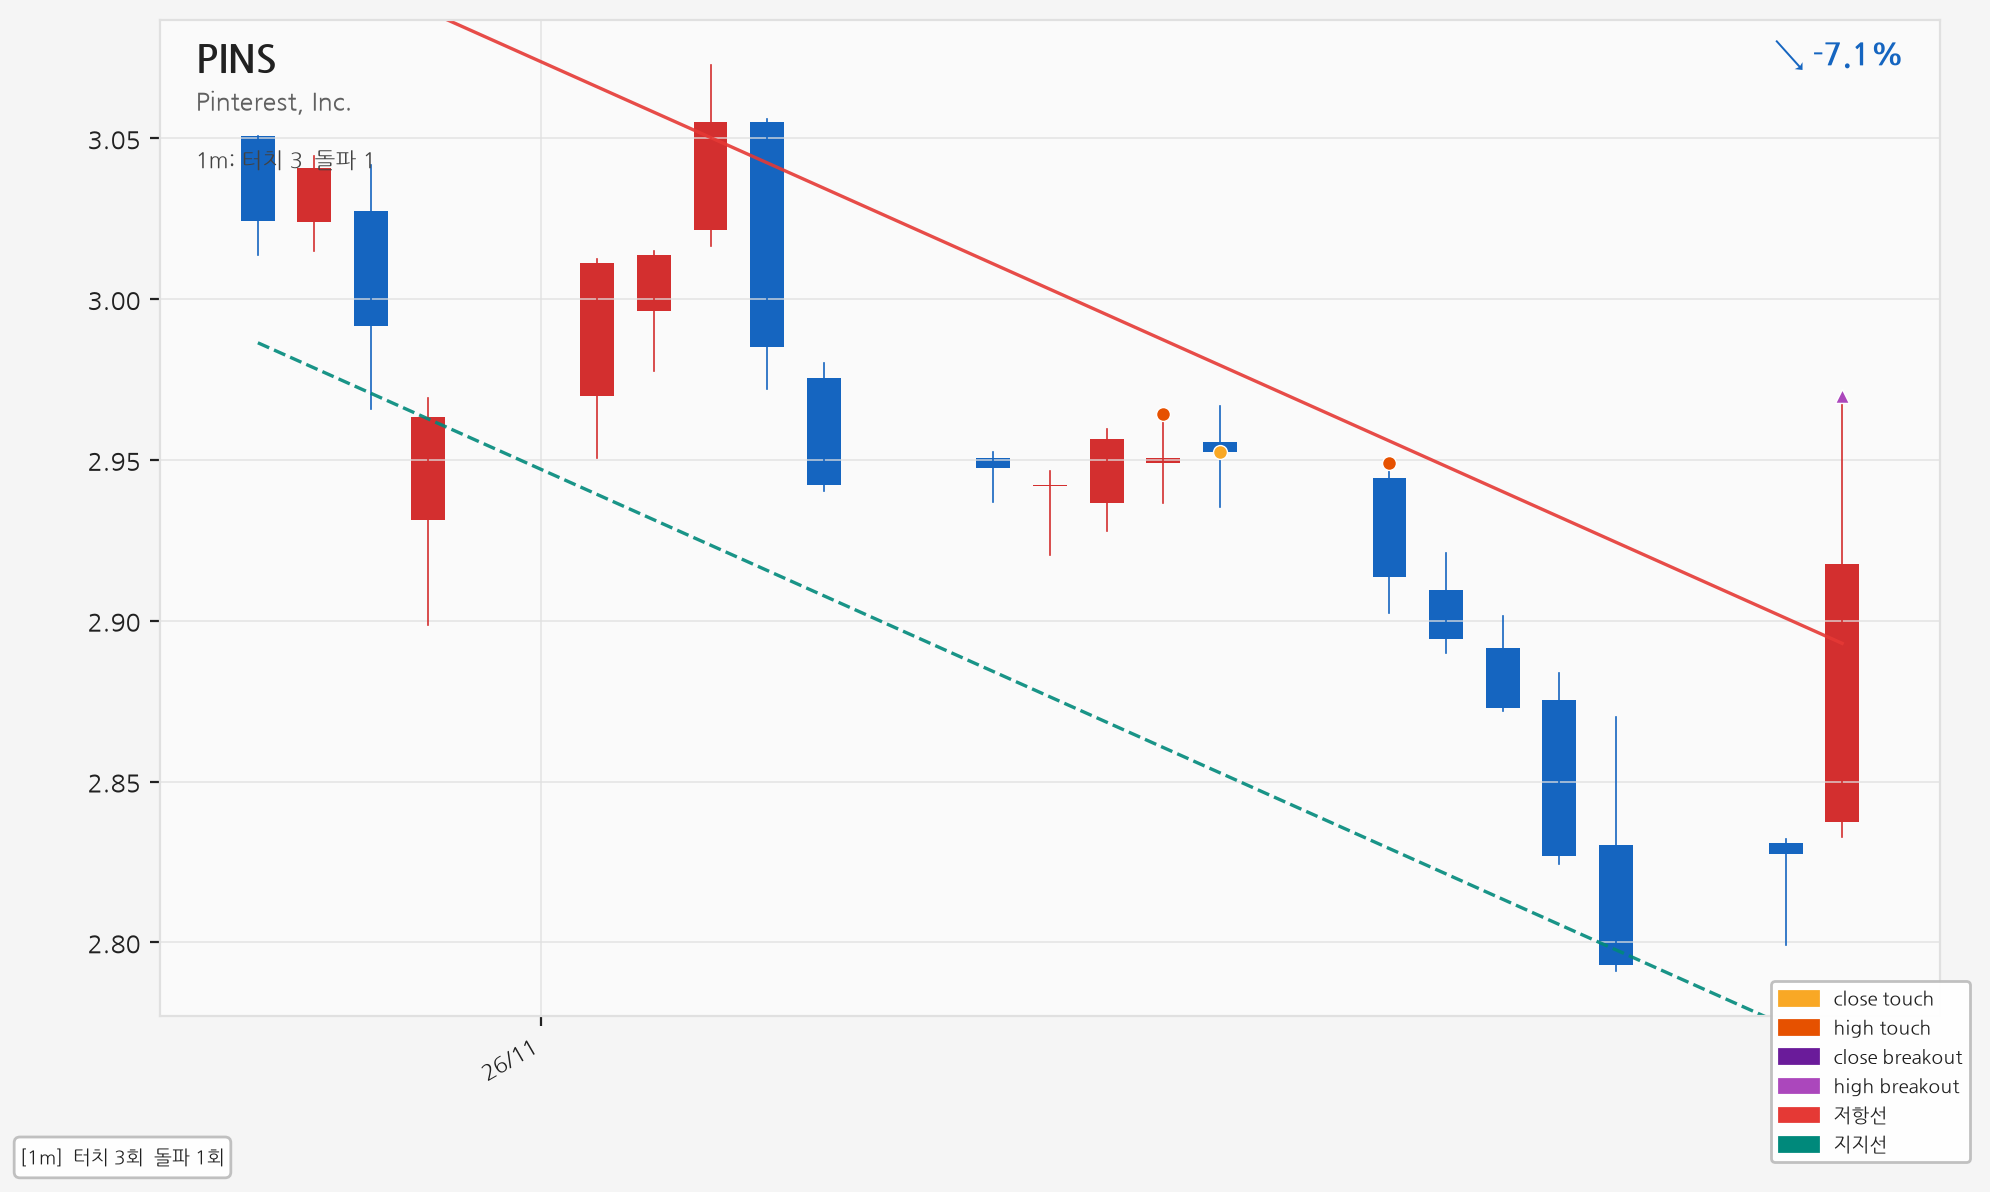 PINS
Pinterest, Inc.
1m: 터치 3  돌파 1
-7.1%
3.05
3.00
2.95
2.90
2.85
2.80
26/11
close touch
high touch
close breakout
high breakout
저항선
지지선
[1m]  터치 3회  돌파 1회